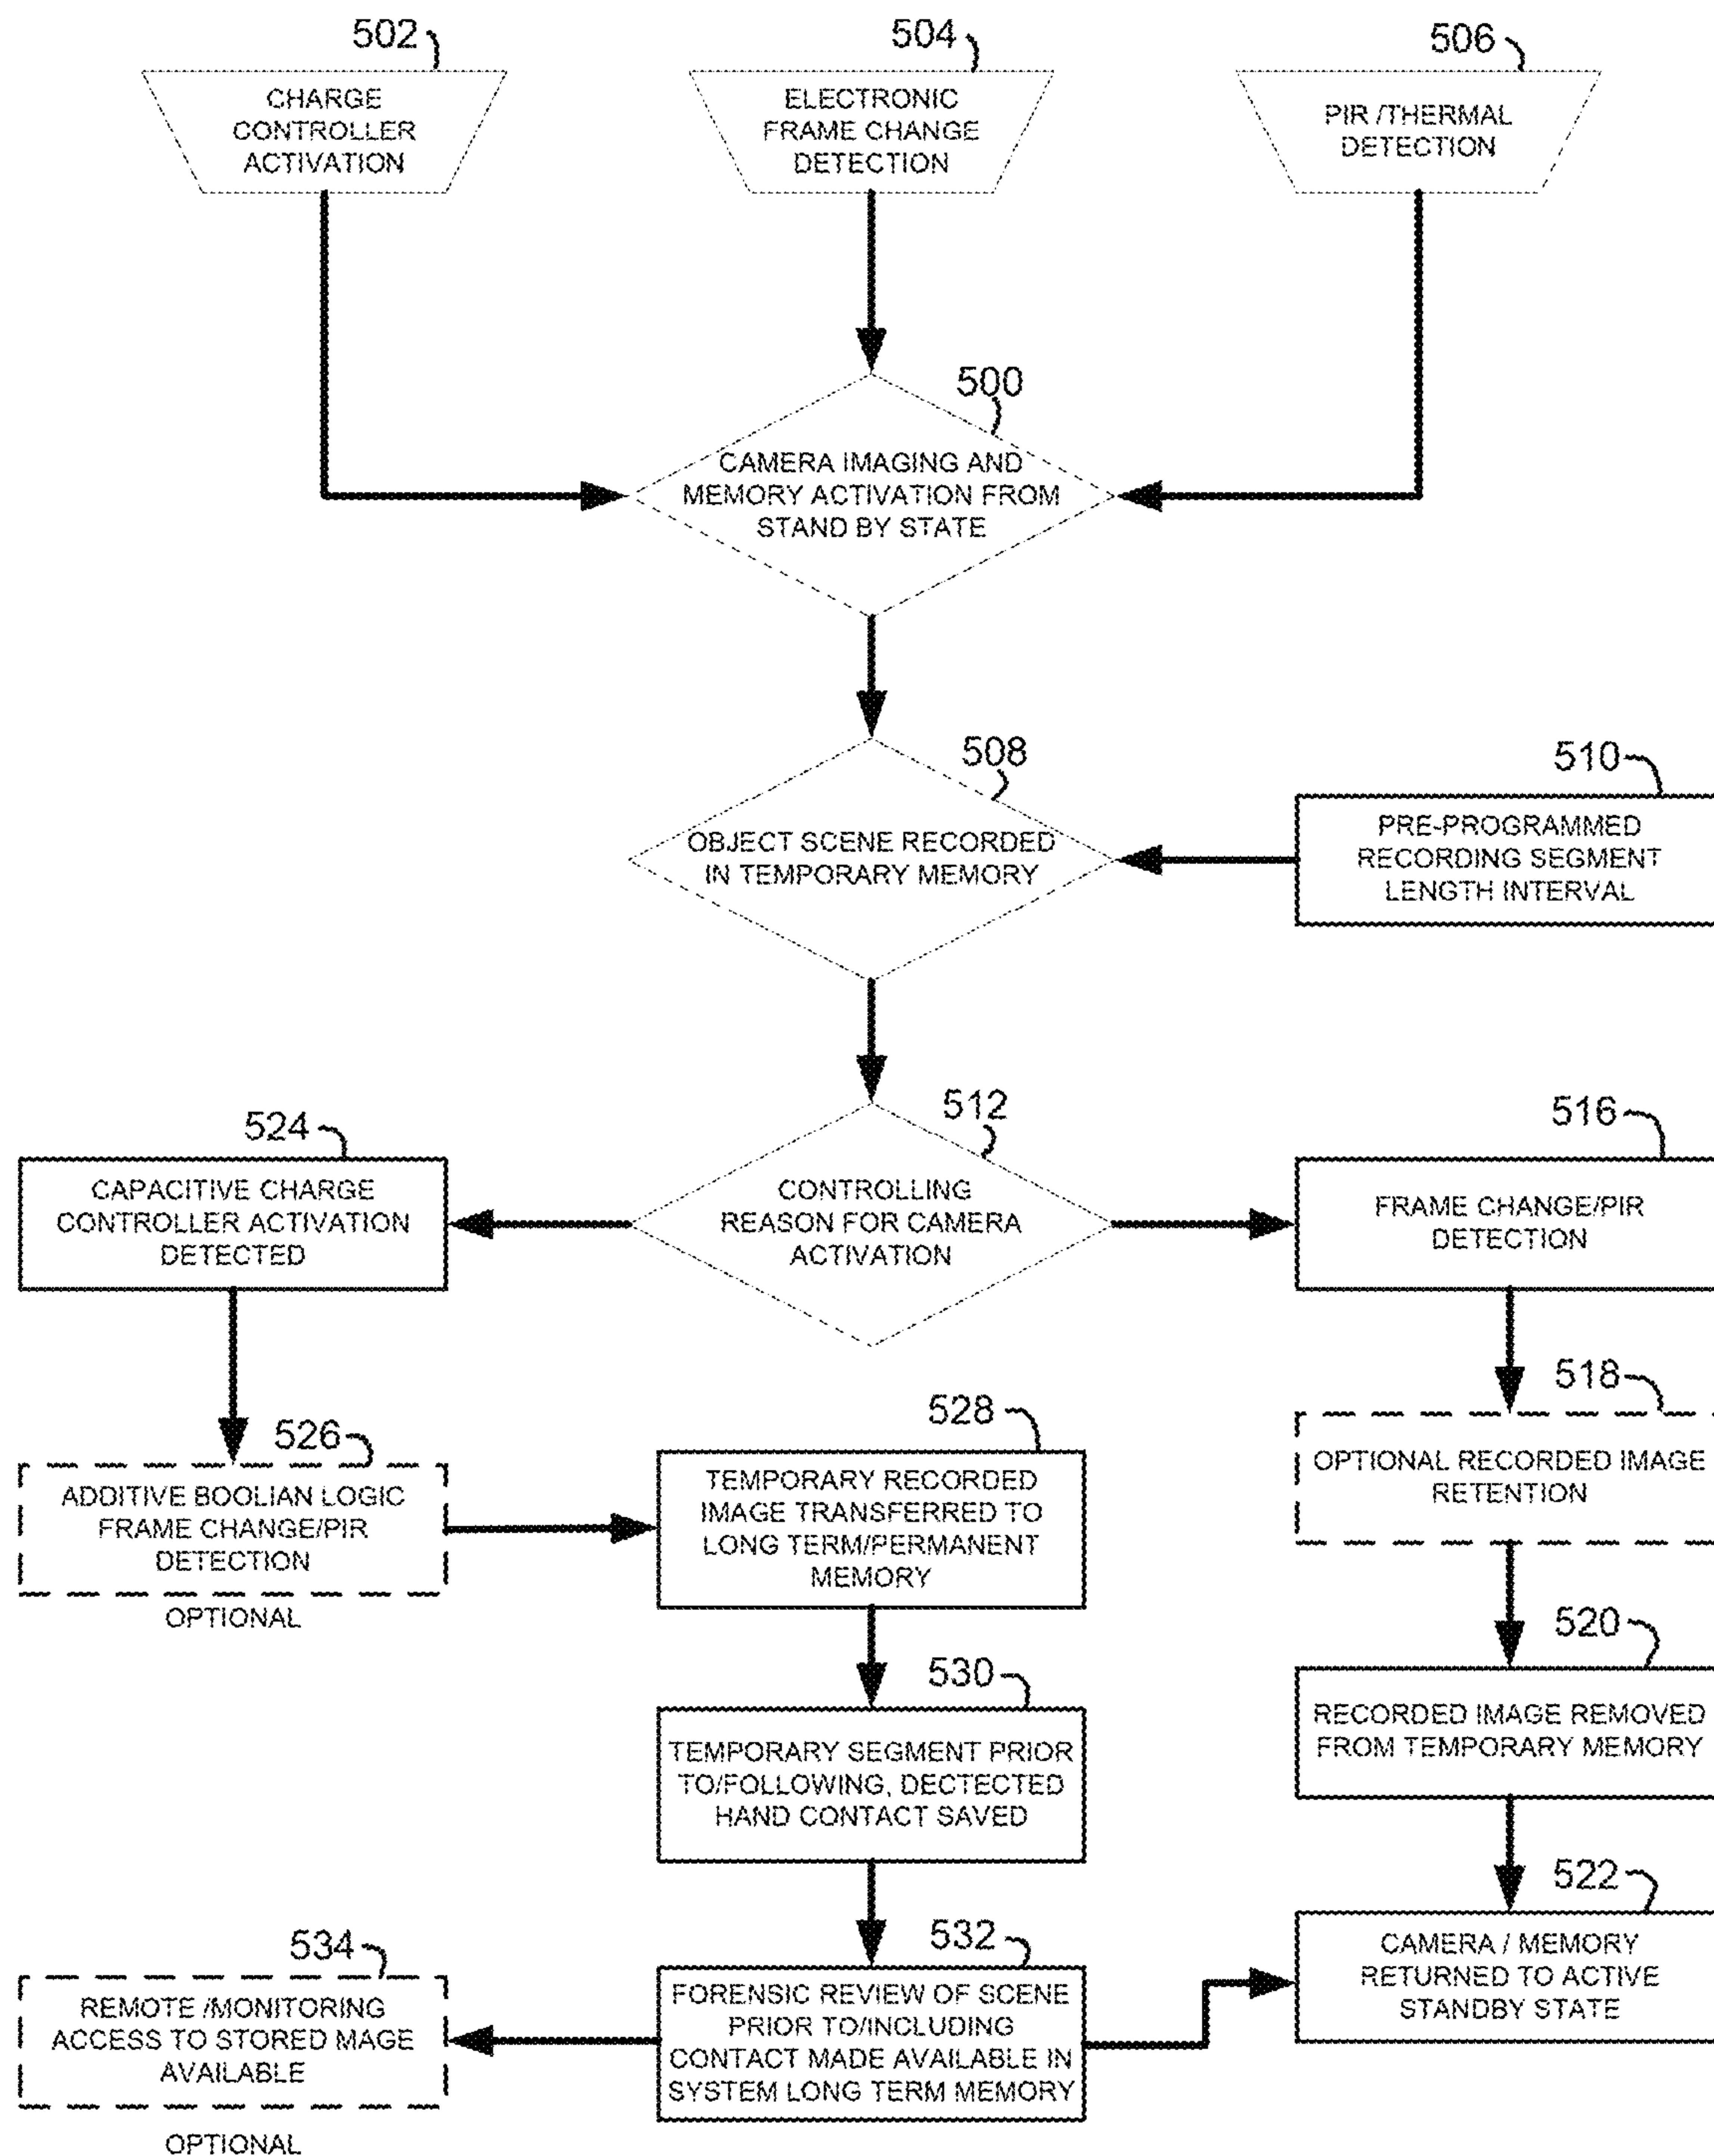 502
CHARGE
CONTROLLER
ACTIVATION
504
ELECTRONIC
FRAME CHANGE
DETECTION
506
PIR /THERMAL
DETECTION
500
CAMERA IMAGING AND
MEMORY ACTIVATION FROM
STAND BY STATE
508
OBJECT SCENE RECORDED
IN TEMPORARY MEMORY
510
PRE-PROGRAMMED
RECORDING SEGMENT
LENGTH INTERVAL
512
CONTROLLING
REASON FOR CAMERA
ACTIVATION
524
CAPACITIVE CHARGE
CONTROLLER ACTIVATION
DETECTED
516
FRAME CHANGE/PIR
DETECTION
526
ADDITIVE BOOLIAN LOGIC
FRAME CHANGE/PIR
DETECTION
OPTIONAL
528
TEMPORARY RECORDED
IMAGE TRANSFERRED TO
LONG TERM/PERMANENT
MEMORY
518
OPTIONAL RECORDED IMAGE
RETENTION
530
TEMPORARY SEGMENT PRIOR
TO/FOLLOWING, DECTECTED
HAND CONTACT SAVED
520
RECORDED IMAGE REMOVED
FROM TEMPORARY MEMORY
534
REMOTE /MONITORING
ACCESS TO STORED MAGE
AVAILABLE
OPTIONAL
532
FORENSIC REVIEW OF SCENE
PRIOR TO/INCLUDING
CONTACT MADE AVAILABLE IN
SYSTEM LONG TERM MEMORY
522
CAMERA / MEMORY
RETURNED TO ACTIVE
STANDBY STATE